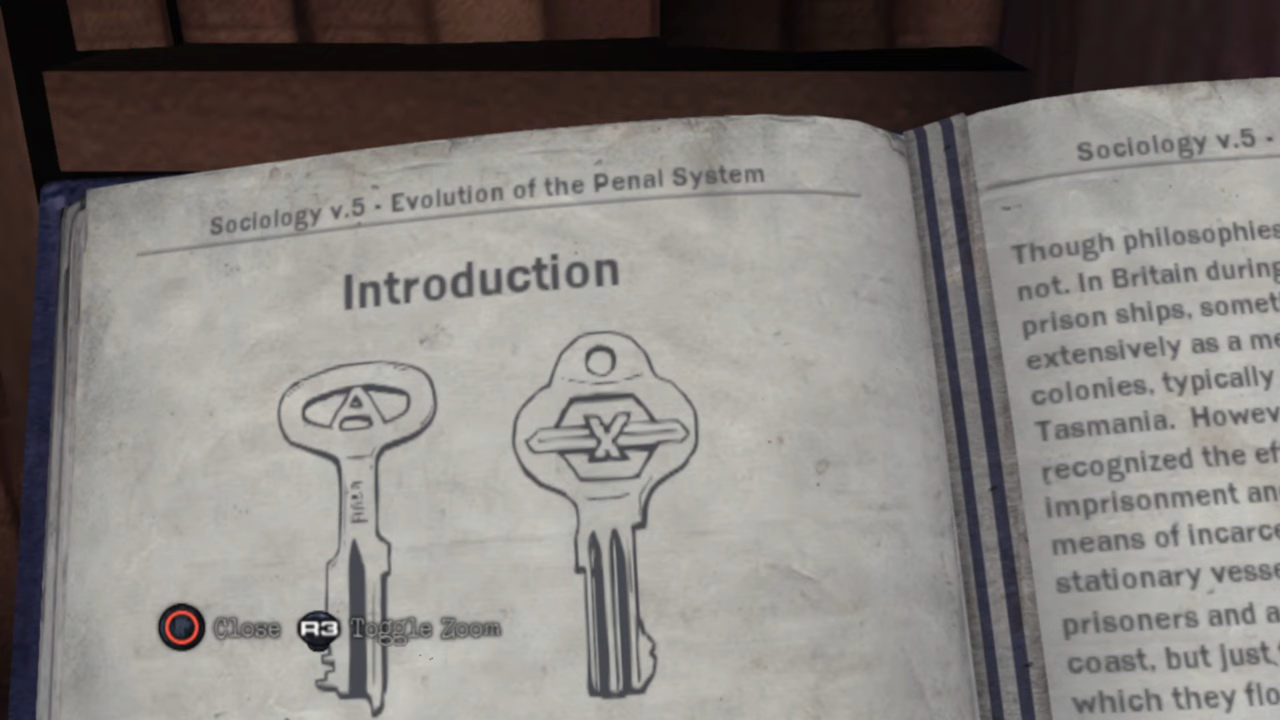 Sociology v.5 - Evolution of the Penal System
Introduction
A
X
Close R3 Toggle Zoom
Sociology v.5 -
Though philosophies
not. In Britain during
prison ships, somet
extensively as a me
colonies, typically
Tasmania. Howev
recognized the ef
imprisonment an
means of incarc
stationary vesse
prisoners and a
coast, but just
which they flo